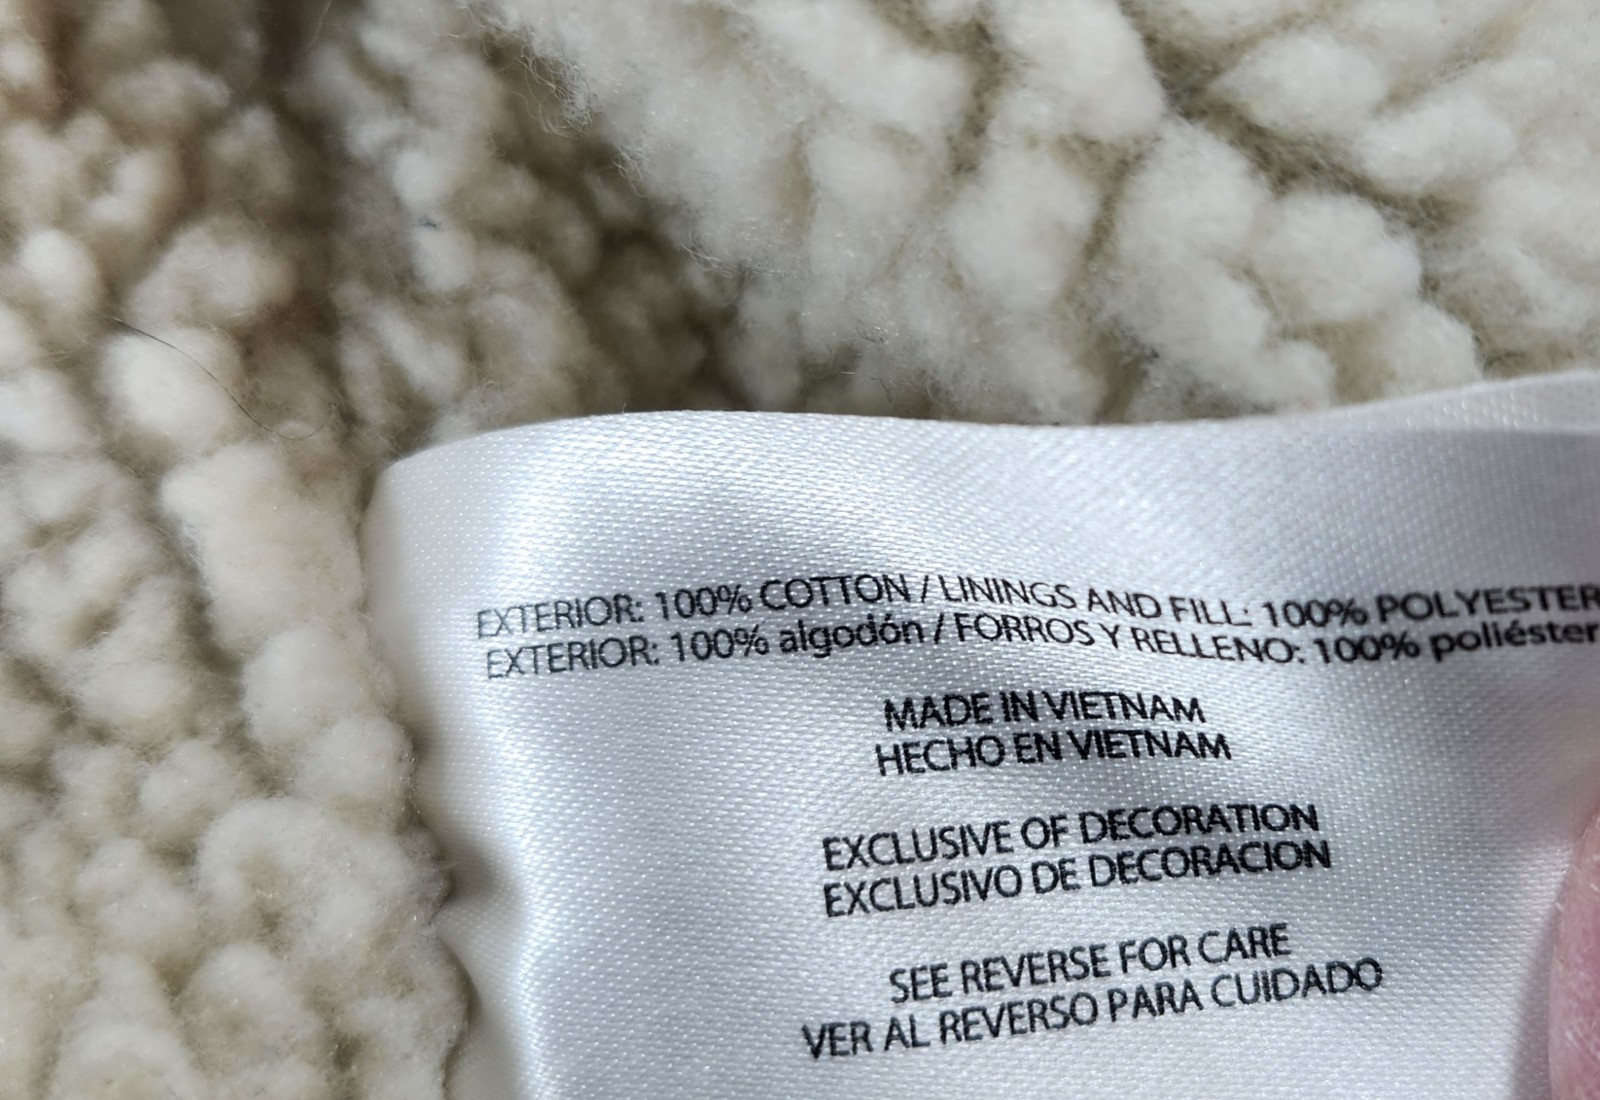 EXTERIOR: 100% COTTON / LININGS AND FILL: 100% POLYESTER
EXTERIOR: 100% algodón / FORROS Y RELLENO: 100% poliéster
MADE IN VIETNAM
HECHO EN VIETNAM
EXCLUSIVE OF DECORATION
EXCLUSIVO DE DECORACION
SEE REVERSE FOR CARE
VER AL REVERSO PARA CUIDADO